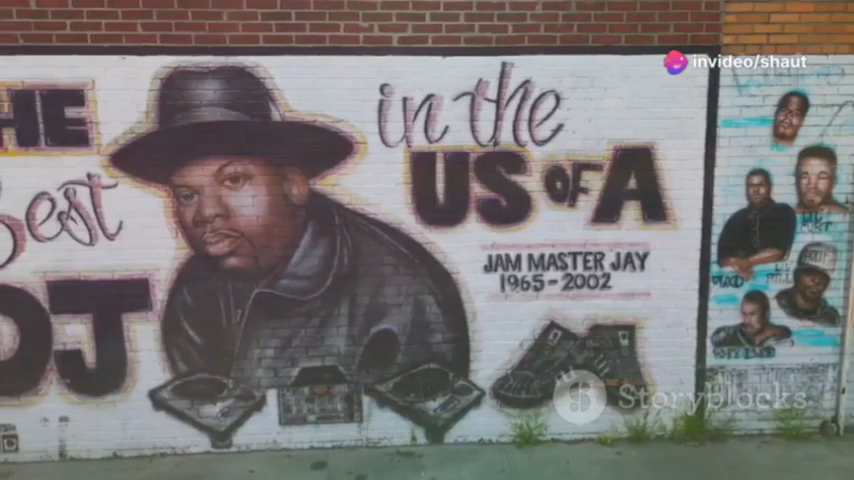 invideo/shaut
HE
Best
DJ
in the
US OF A
JAM MASTER JAY
1965-2002
Storyblocks